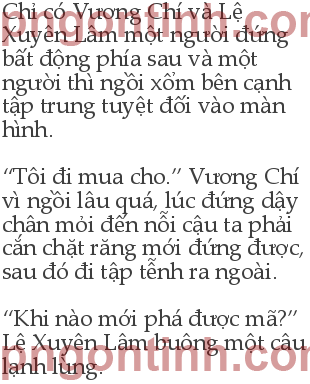 Chỉ có Vương Chí và Lệ
Xuyên Lâm một người đứng
bất động phía sau và một
người thì ngồi xổm bên cạnh
tập trung tuyệt đối vào màn
hình.
“Tôi đi mua cho.” Vương Chí
vì ngồi lâu quá, lúc đứng dậy
chân mỏi đến nỗi cậu ta phải
cắn chặt răng mới đứng được,
sau đó đi tập tễnh ra ngoài.
“Khi nào mới phá được mã?”
Lệ Xuyên Lâm buông một câu
lạnh lùng.
pngontinh.com
pngontinh.com